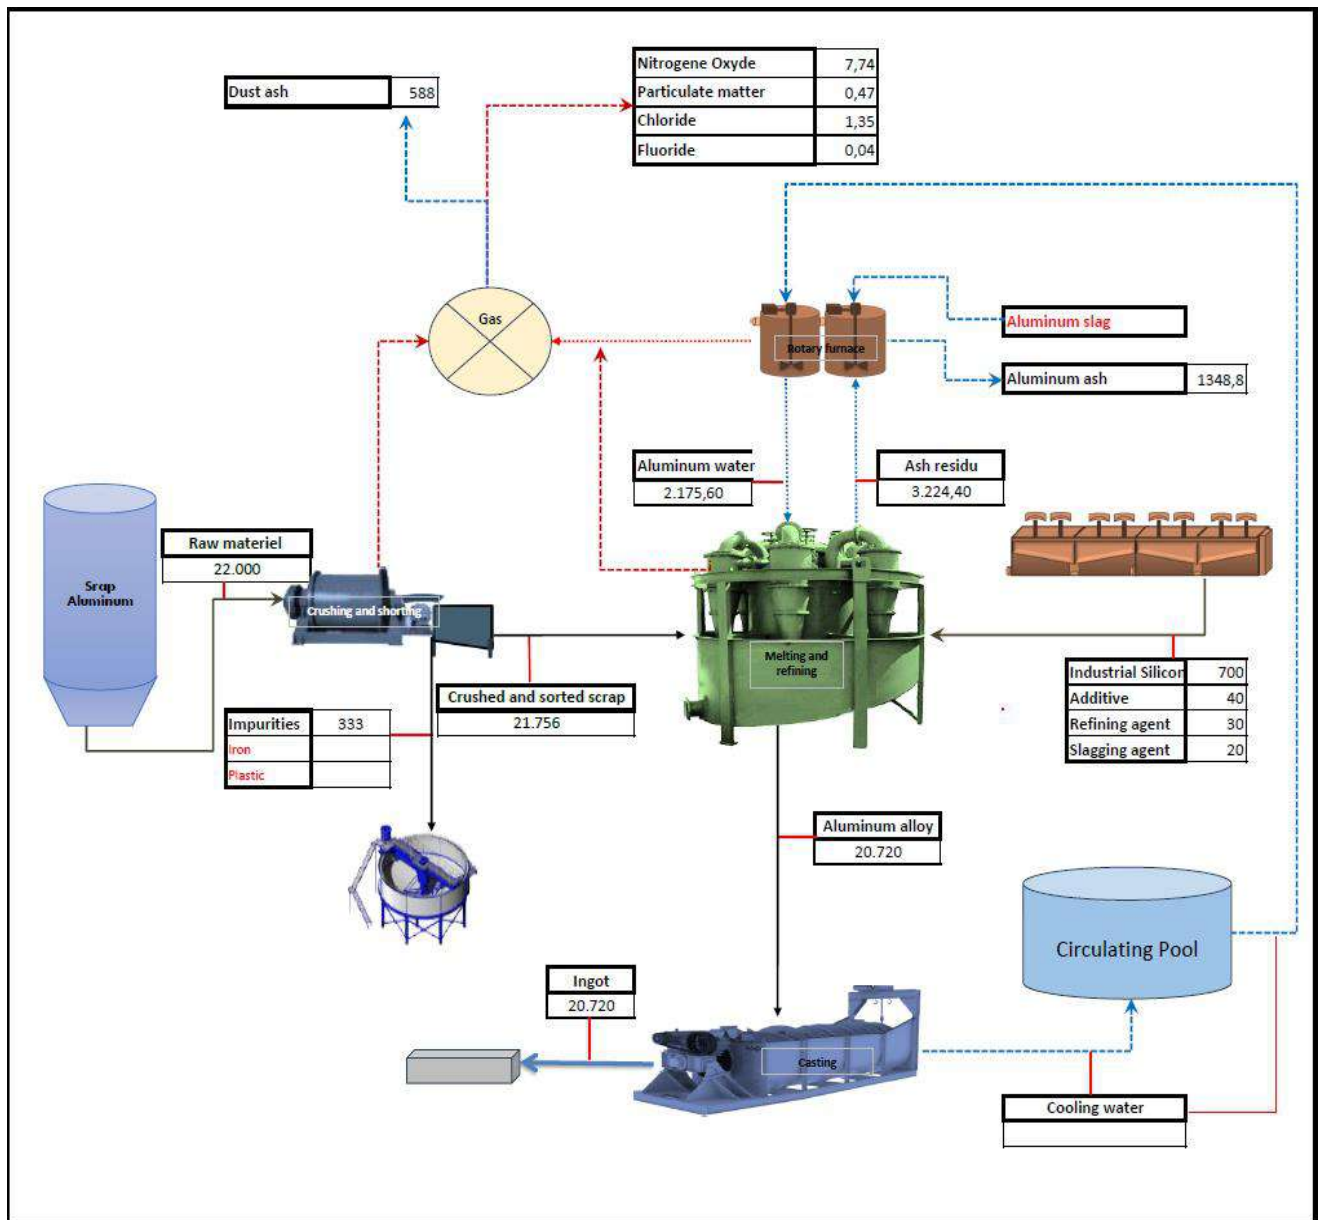 Nitrogene Oxyde 7,74
Particulate matter 0,47
Chloride 1,35
Fluoride 0,04
Dust ash 588
Gas
Rotary furnace
Aluminum slag
Aluminum ash 1348,8
Aluminum water
2.175,60
Ash residu
3.224,40
Raw materiel
22.000
Srap
Aluminum
Crushing and shorting
Melting and
refining
Crushed and sorted scrap
21.756
Impurities 333
Iron
Plastic
Industrial Silicon 700
Additive 40
Refining agent 30
Slagging agent 20
Aluminum alloy
20.720
Circulating Pool
Ingot
20.720
Casting
Cooling water